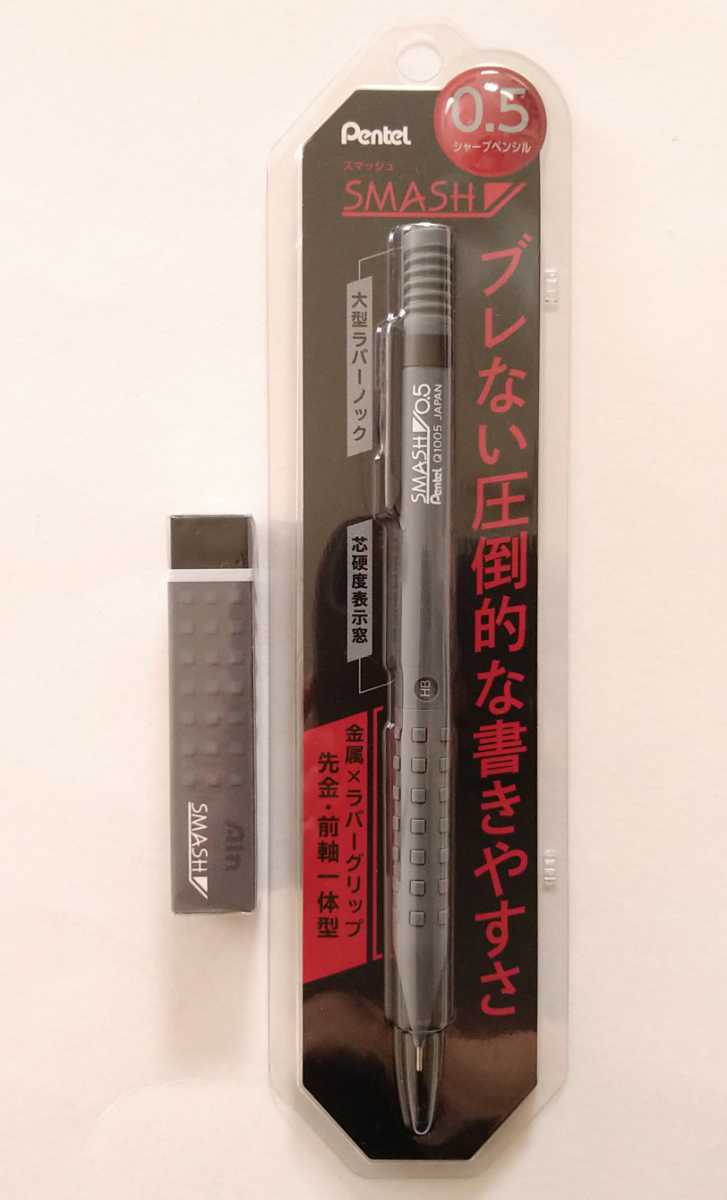 0.5
シャープペンシル
Pentel
スマッシュ
SMASH
ブレない圧倒的な書きやすさ
大型ラバーノック
SMASH 0.5
Pentel Q1005 JAPAN
芯硬度表示窓
HB
金属×ラバーグリップ
先金・前軸一体型
Ain
SMASH